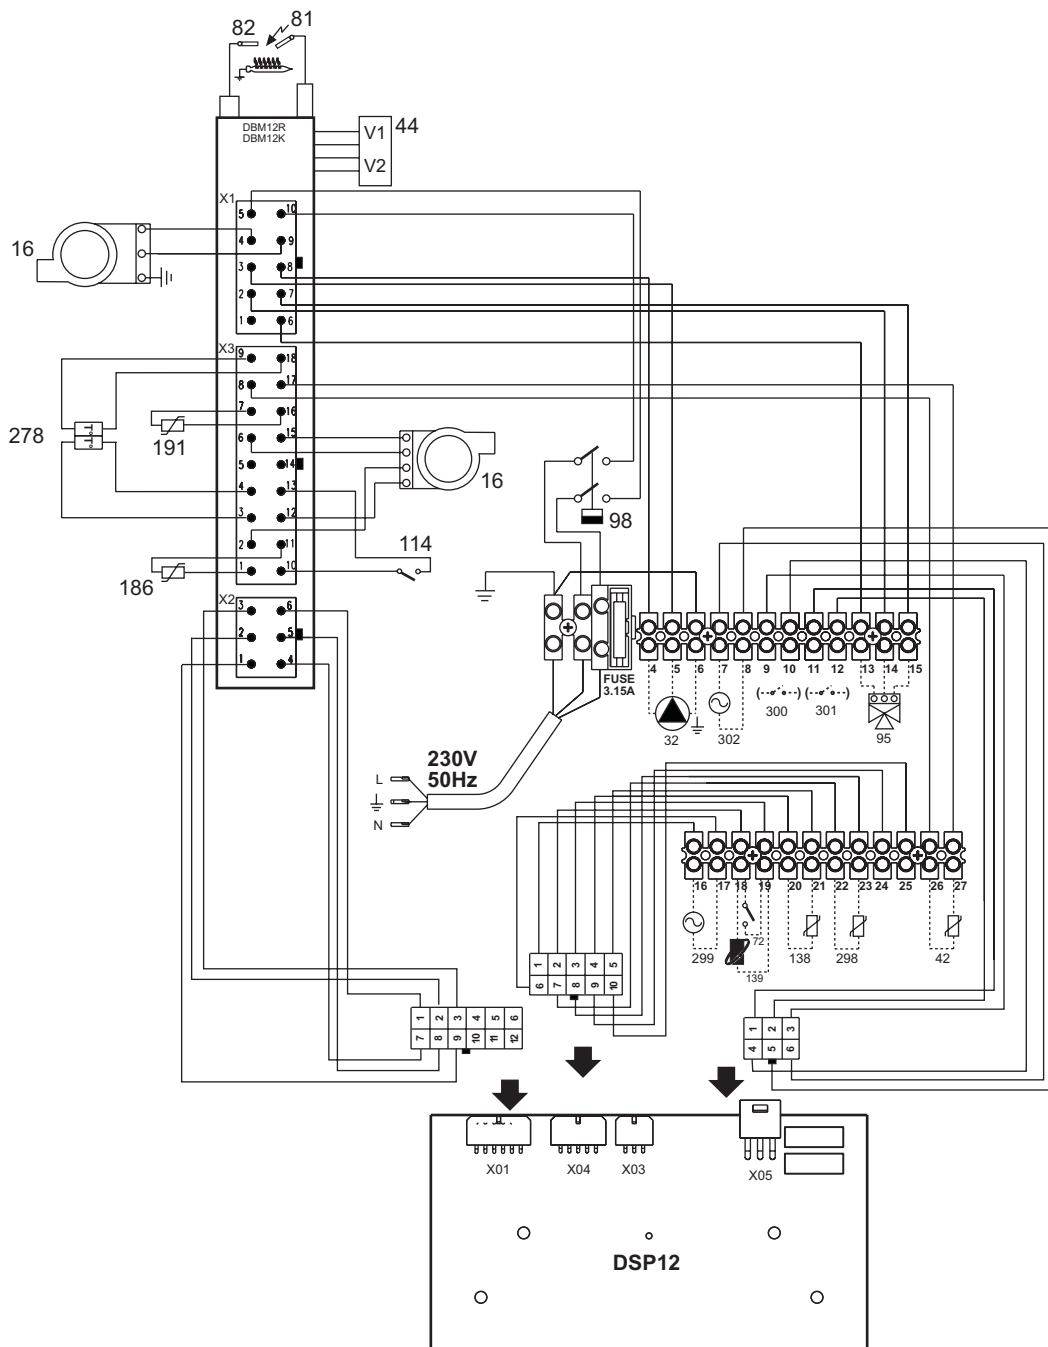 82 81
DBM12R
DBM12K
V1 44
V2
X1
5 10
4 9
3 8
2 7
1 6
16
X3
9 18
8 17
7 16
6 15
5 14
4 13
3 12
2 11
1 10
278
T° T°
191
16
98
114
186
X2
3 6
2 5
1 4
FUSE
3.15A
4 5 6 7 8 9 10 11 12 13 14 15
300 301
32 302 95
230V
50Hz
L
N
16 17 18 19 20 21 22 23 24 25 26 27
72
299 138 298 42
139
1 2 3 4 5
6 7 8 9 10
1 2 3 4 5 6
7 8 9 10 11 12
1 2 3
4 5 6
X01 X04 X03 X05
DSP12